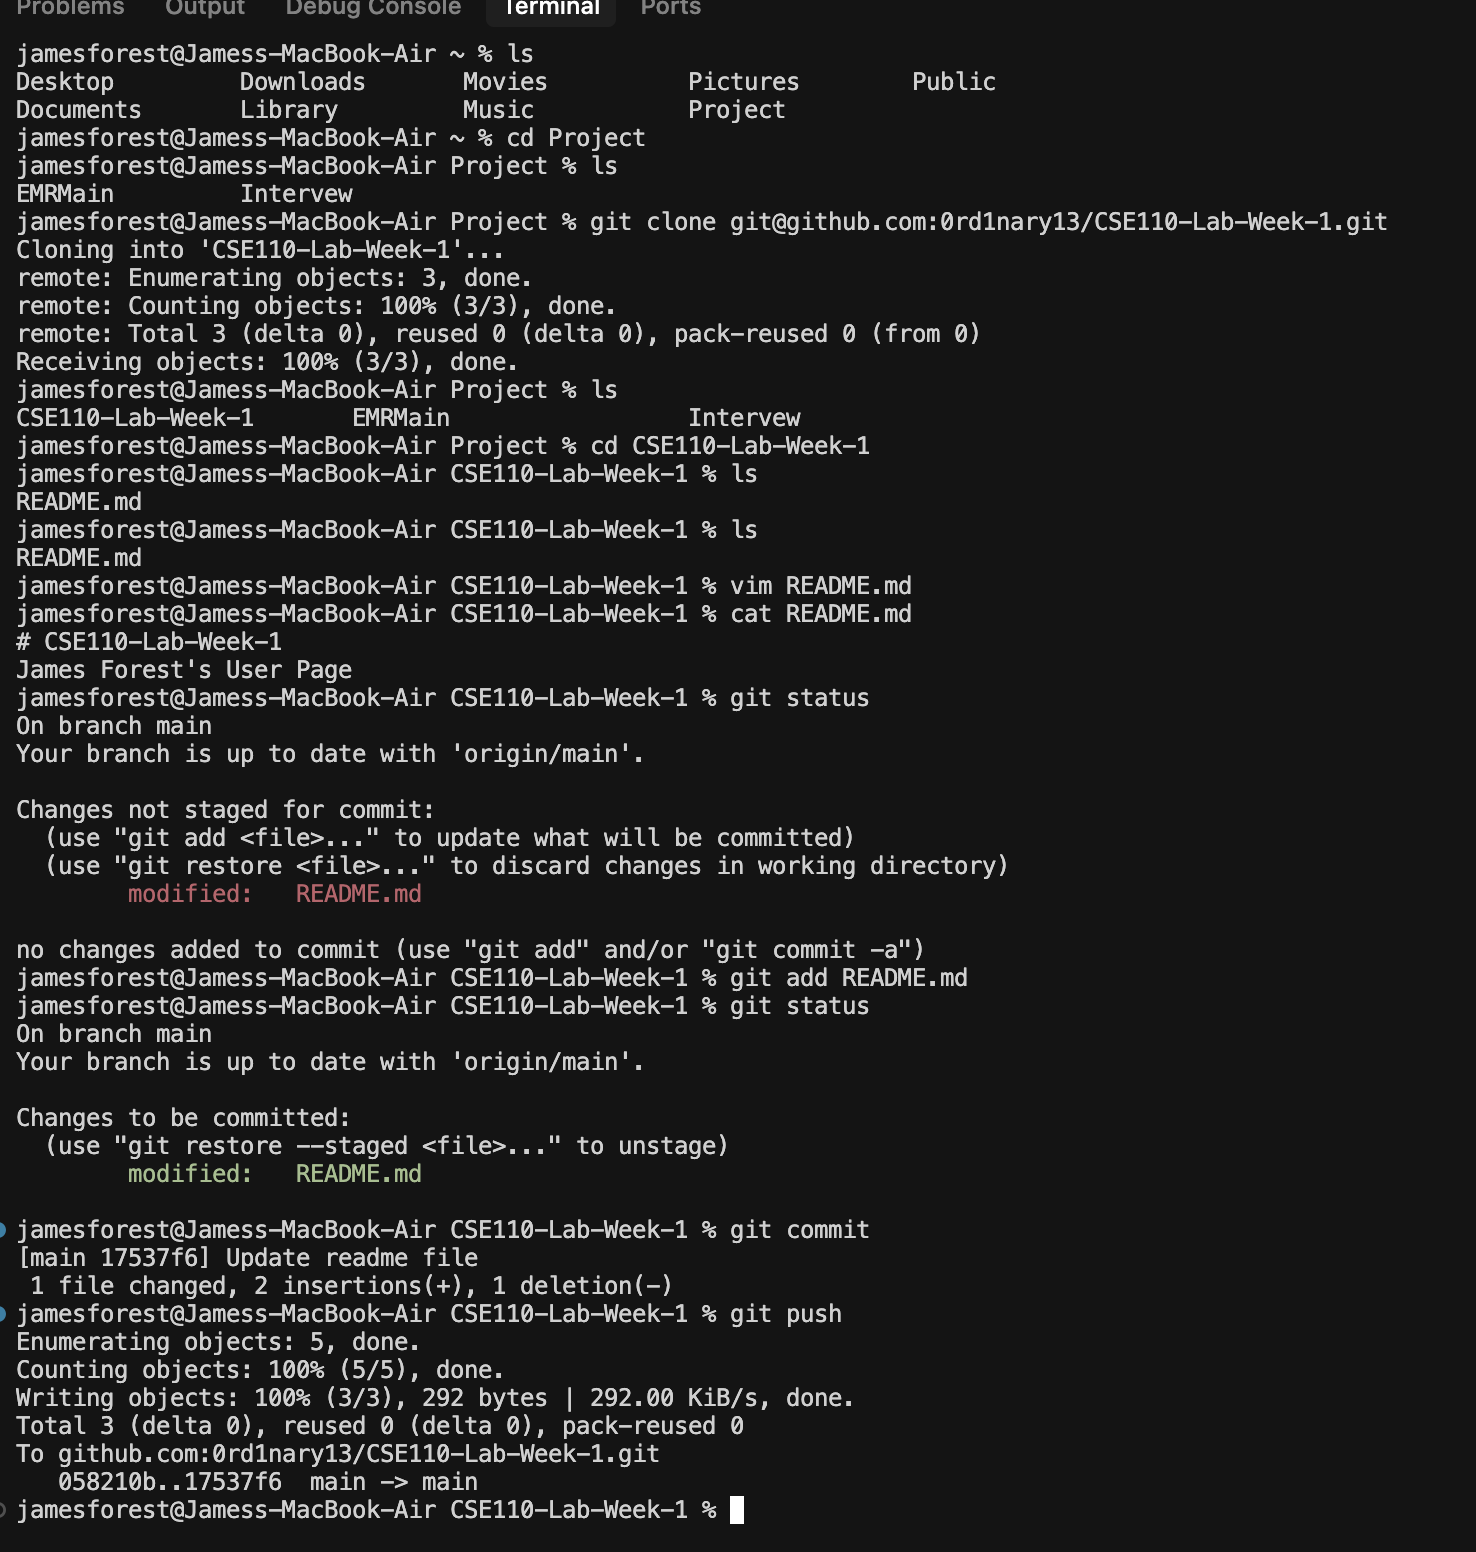 Problems Output Debug Console Terminal Ports
jamesforest@Jamess-MacBook-Air ~ % ls
Desktop Downloads Movies Pictures Public
Documents Library Music Project
jamesforest@Jamess-MacBook-Air ~ % cd Project
jamesforest@Jamess-MacBook-Air Project % ls
EMRMain Intervew
jamesforest@Jamess-MacBook-Air Project % git clone git@github.com:0rd1nary13/CSE110-Lab-Week-1.git
Cloning into 'CSE110-Lab-Week-1'...
remote: Enumerating objects: 3, done.
remote: Counting objects: 100% (3/3), done.
remote: Total 3 (delta 0), reused 0 (delta 0), pack-reused 0 (from 0)
Receiving objects: 100% (3/3), done.
jamesforest@Jamess-MacBook-Air Project % ls
CSE110-Lab-Week-1 EMRMain Intervew
jamesforest@Jamess-MacBook-Air Project % cd CSE110-Lab-Week-1
jamesforest@Jamess-MacBook-Air CSE110-Lab-Week-1 % ls
README.md
jamesforest@Jamess-MacBook-Air CSE110-Lab-Week-1 % ls
README.md
jamesforest@Jamess-MacBook-Air CSE110-Lab-Week-1 % vim README.md
jamesforest@Jamess-MacBook-Air CSE110-Lab-Week-1 % cat README.md
# CSE110-Lab-Week-1
James Forest's User Page
jamesforest@Jamess-MacBook-Air CSE110-Lab-Week-1 % git status
On branch main
Your branch is up to date with 'origin/main'.
Changes not staged for commit:
(use "git add <file>..." to update what will be committed)
(use "git restore <file>..." to discard changes in working directory)
modified: README.md
no changes added to commit (use "git add" and/or "git commit -a")
jamesforest@Jamess-MacBook-Air CSE110-Lab-Week-1 % git add README.md
jamesforest@Jamess-MacBook-Air CSE110-Lab-Week-1 % git status
On branch main
Your branch is up to date with 'origin/main'.
Changes to be committed:
(use "git restore --staged <file>..." to unstage)
modified: README.md
jamesforest@Jamess-MacBook-Air CSE110-Lab-Week-1 % git commit
[main 17537f6] Update readme file
1 file changed, 2 insertions(+), 1 deletion(-)
jamesforest@Jamess-MacBook-Air CSE110-Lab-Week-1 % git push
Enumerating objects: 5, done.
Counting objects: 100% (5/5), done.
Writing objects: 100% (3/3), 292 bytes | 292.00 KiB/s, done.
Total 3 (delta 0), reused 0 (delta 0), pack-reused 0
To github.com:0rd1nary13/CSE110-Lab-Week-1.git
058210b..17537f6 main -> main
jamesforest@Jamess-MacBook-Air CSE110-Lab-Week-1 %